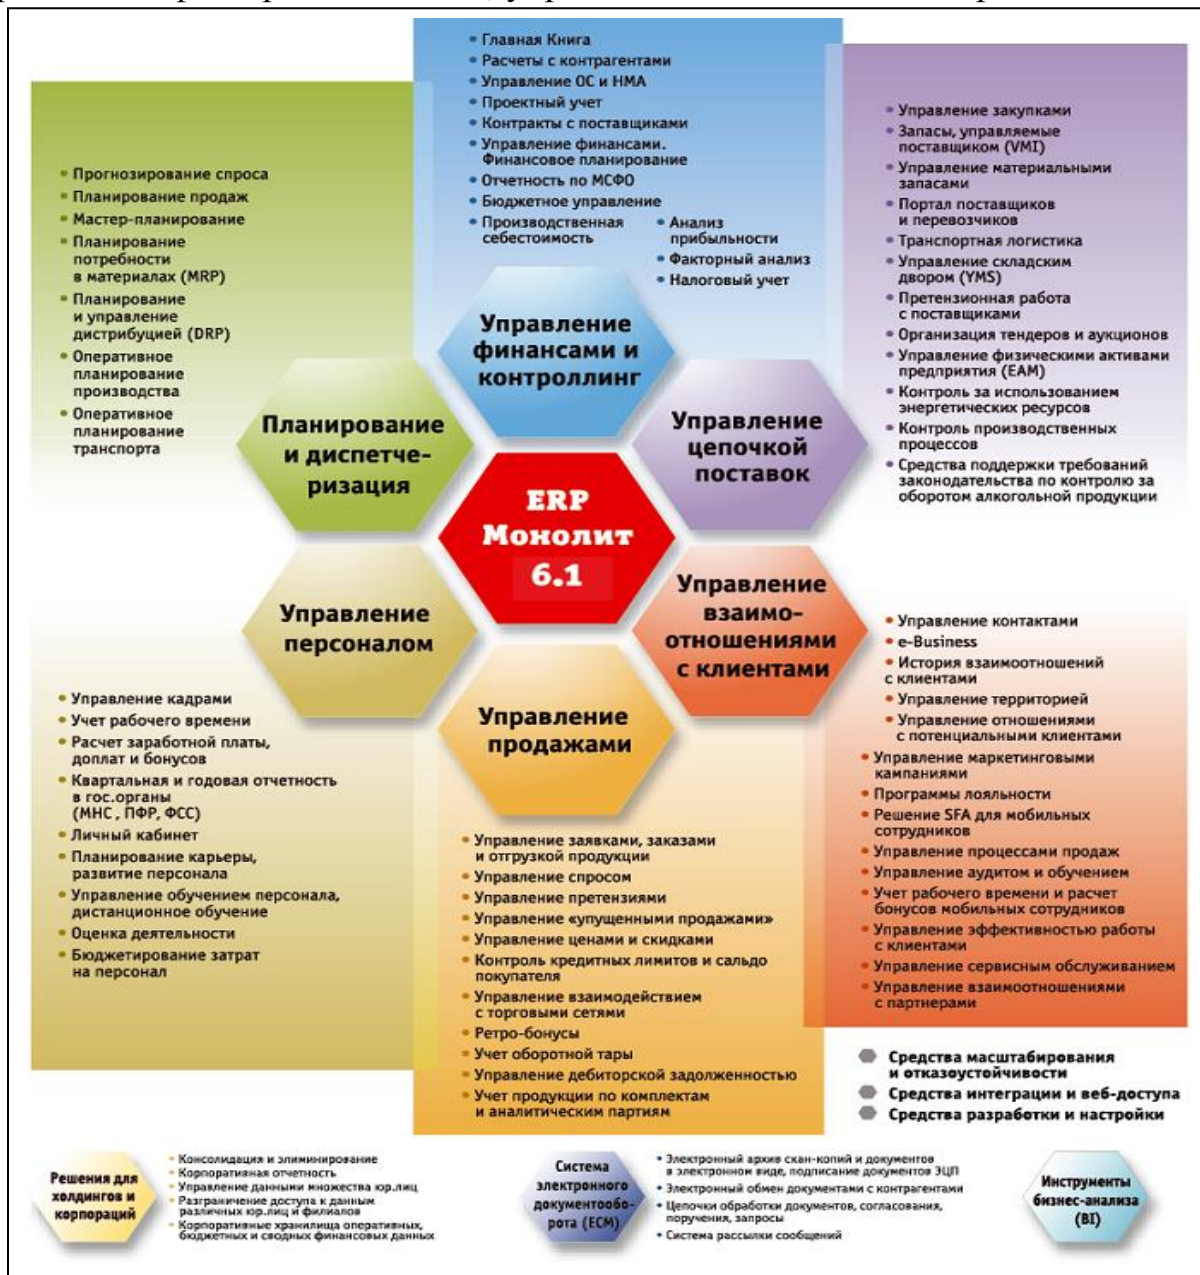 • Главная Книга
• Расчеты с контрагентами
• Управление ОС и НМА
• Проектный учет
• Контракты с поставщиками
• Управление финансами.
Финансовое планирование
• Отчетность по МСФО
• Бюджетное управление
• Производственная
себестоимость
• Анализ
прибыльности
• Факторный анализ
• Налоговый учет
• Прогнозирование спроса
• Планирование продаж
• Мастер-планирование
• Планирование
потребности
в материалах (MRP)
• Планирование
и управление
дистрибуцией (DRP)
• Оперативное
планирование
производства
• Оперативное
планирование
транспорта
• Управление закупками
• Запасы, управляемые
поставщиком (VMI)
• Управление материальными
запасами
• Портал поставщиков
и перевозчиков
• Транспортная логистика
• Управление складским
двором (YMS)
• Претензионная работа
с поставщиками
• Организация тендеров и аукционов
• Управление физическими активами
предприятия (EAM)
• Контроль за использованием
энергетических ресурсов
• Контроль производственных
процессов
• Средства поддержки требований
законодательства по контролю за
оборотом алкогольной продукции
Управление
финансами и
контроллинг
Планирование
и диспетче-
ризация
Управление
цепочкой
поставок
ERP
Монолит
6.1
Управление
персоналом
Управление
взаимо-
отношениями
с клиентами
Управление
продажами
• Управление кадрами
• Учет рабочего времени
• Расчет заработной платы,
доплат и бонусов
• Квартальная и годовая отчетность
в гос.органы
(МНС , ПФР, ФСС)
• Личный кабинет
• Планирование карьеры,
развитие персонала
• Управление обучением персонала,
дистанционное обучение
• Оценка деятельности
• Бюджетирование затрат
на персонал
• Управление заявками, заказами
и отгрузкой продукции
• Управление спросом
• Управление претензиями
• Управление «упущенными продажами»
• Управление ценами и скидками
• Контроль кредитных лимитов и сальдо
покупателя
• Управление взаимодействием
с торговыми сетями
• Ретро-бонусы
• Учет оборотной тары
• Управление дебиторской задолженностью
• Учет продукции по комплектам
и аналитическим партиям
• Управление контактами
• e-Business
• История взаимоотношений
с клиентами
• Управление территорией
• Управление отношениями
с потенциальными клиентами
• Управление маркетинговыми
кампаниями
• Программы лояльности
• Решение SFA для мобильных
сотрудников
• Управление процессами продаж
• Управление аудитом и обучением
• Учет рабочего времени и расчет
бонусов мобильных сотрудников
• Управление эффективностью работы
с клиентами
• Управление сервисным обслуживанием
• Управление взаимоотношениями
с партнерами
Средства масштабирования
и отказоустойчивости
Средства интеграции и веб-доступа
Средства разработки и настройки
Решения для
холдингов и
корпораций
• Консолидация и элиминирование
• Корпоративная отчетность
• Управление данными множества юр.лиц
• Разграничение доступа к данным
различных юр.лиц и филиалов
• Корпоративные хранилища оперативных,
бюджетных и сводных финансовых данных
Система
электронного
документообо-
рота (ECM)
• Электронный архив скан-копий и документов
в электронном виде, подписание документов ЭЦП
• Электронный обмен документами с контрагентами
• Цепочки обработки документов, согласования,
поручения, запросы
• Система рассылки сообщений
Инструменты
бизнес-анализа
(BI)